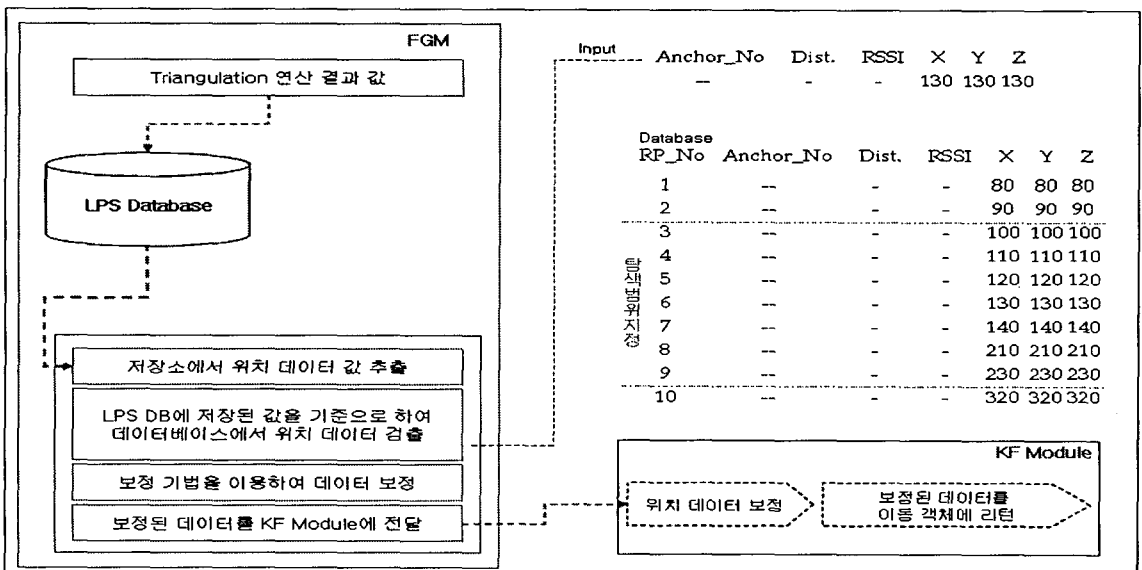 FGM
Triangulation 연산 결과 값
LPS Database
저장소에서 위치 데이터 값 추출
LPS DB에 저장된 값을 기준으로 하여
데이터베이스에서 위치 데이터 검출
보정 기법을 이용하여 데이터 보정
보정된 데이터를 KF Module에 전달
Input Anchor_No Dist. RSSI X Y Z
-- - - 130 130 130
Database
RP_No Anchor_No Dist. RSSI X Y Z
1 -- - - 80 80 80
2 -- - - 90 90 90
3 -- - - 100 100 100
4 -- - - 110 110 110
5 -- - - 120 120 120
6 -- - - 130 130 130
7 -- - - 140 140 140
8 -- - - 210 210 210
9 -- - - 230 230 230
10 -- - - 320 320 320
탐색범위지정
KF Module
위치 데이터 보정
보정된 데이터를
이동 객체에 리턴